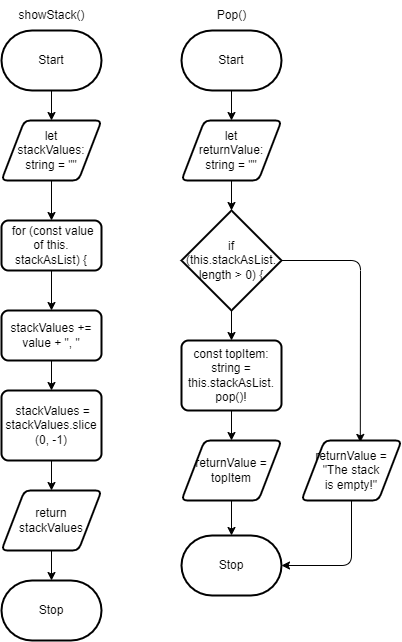 showStack()
Start
let
stackValues:
string = ""
for (const value
of this.
stackAsList) {
stackValues +=
value + ", "
stackValues =
stackValues.slice
(0, -1)
return
stackValues
Stop
Pop()
Start
let
returnValue:
string = ""
if
(this.stackAsList.
length > 0) {
const topItem:
string =
this.stackAsList.
pop()!
returnValue =
topItem
returnValue =
"The stack
is empty!"
Stop